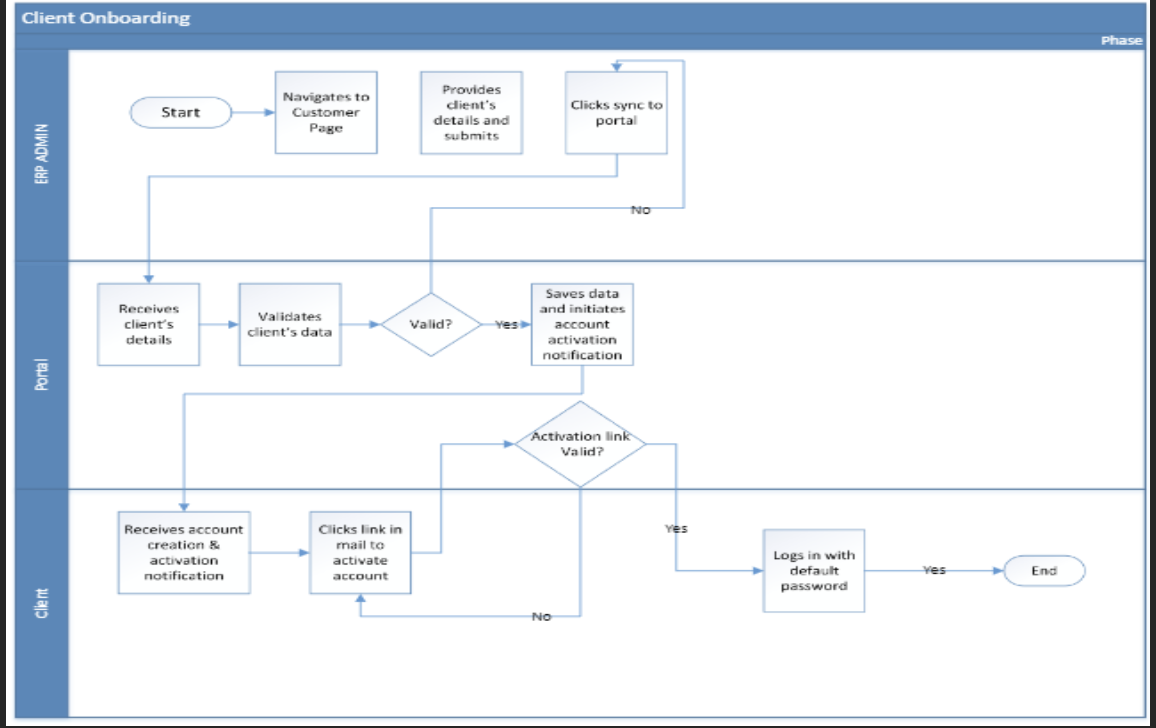 Client Onboarding
Phase
ERP ADMIN
Start
Navigates to
Customer
Page
Provides
client's
details and
submits
Clicks sync to
portal
No
Portal
Receives
client's
details
Validates
client's data
Valid?
Yes
Saves data
and initiates
account
activation
notification
Activation link
Valid?
Client
Receives account
creation &
activation
notification
Clicks link in
mail to
activate
account
No
Yes
Logs in with
default
password
Yes
End